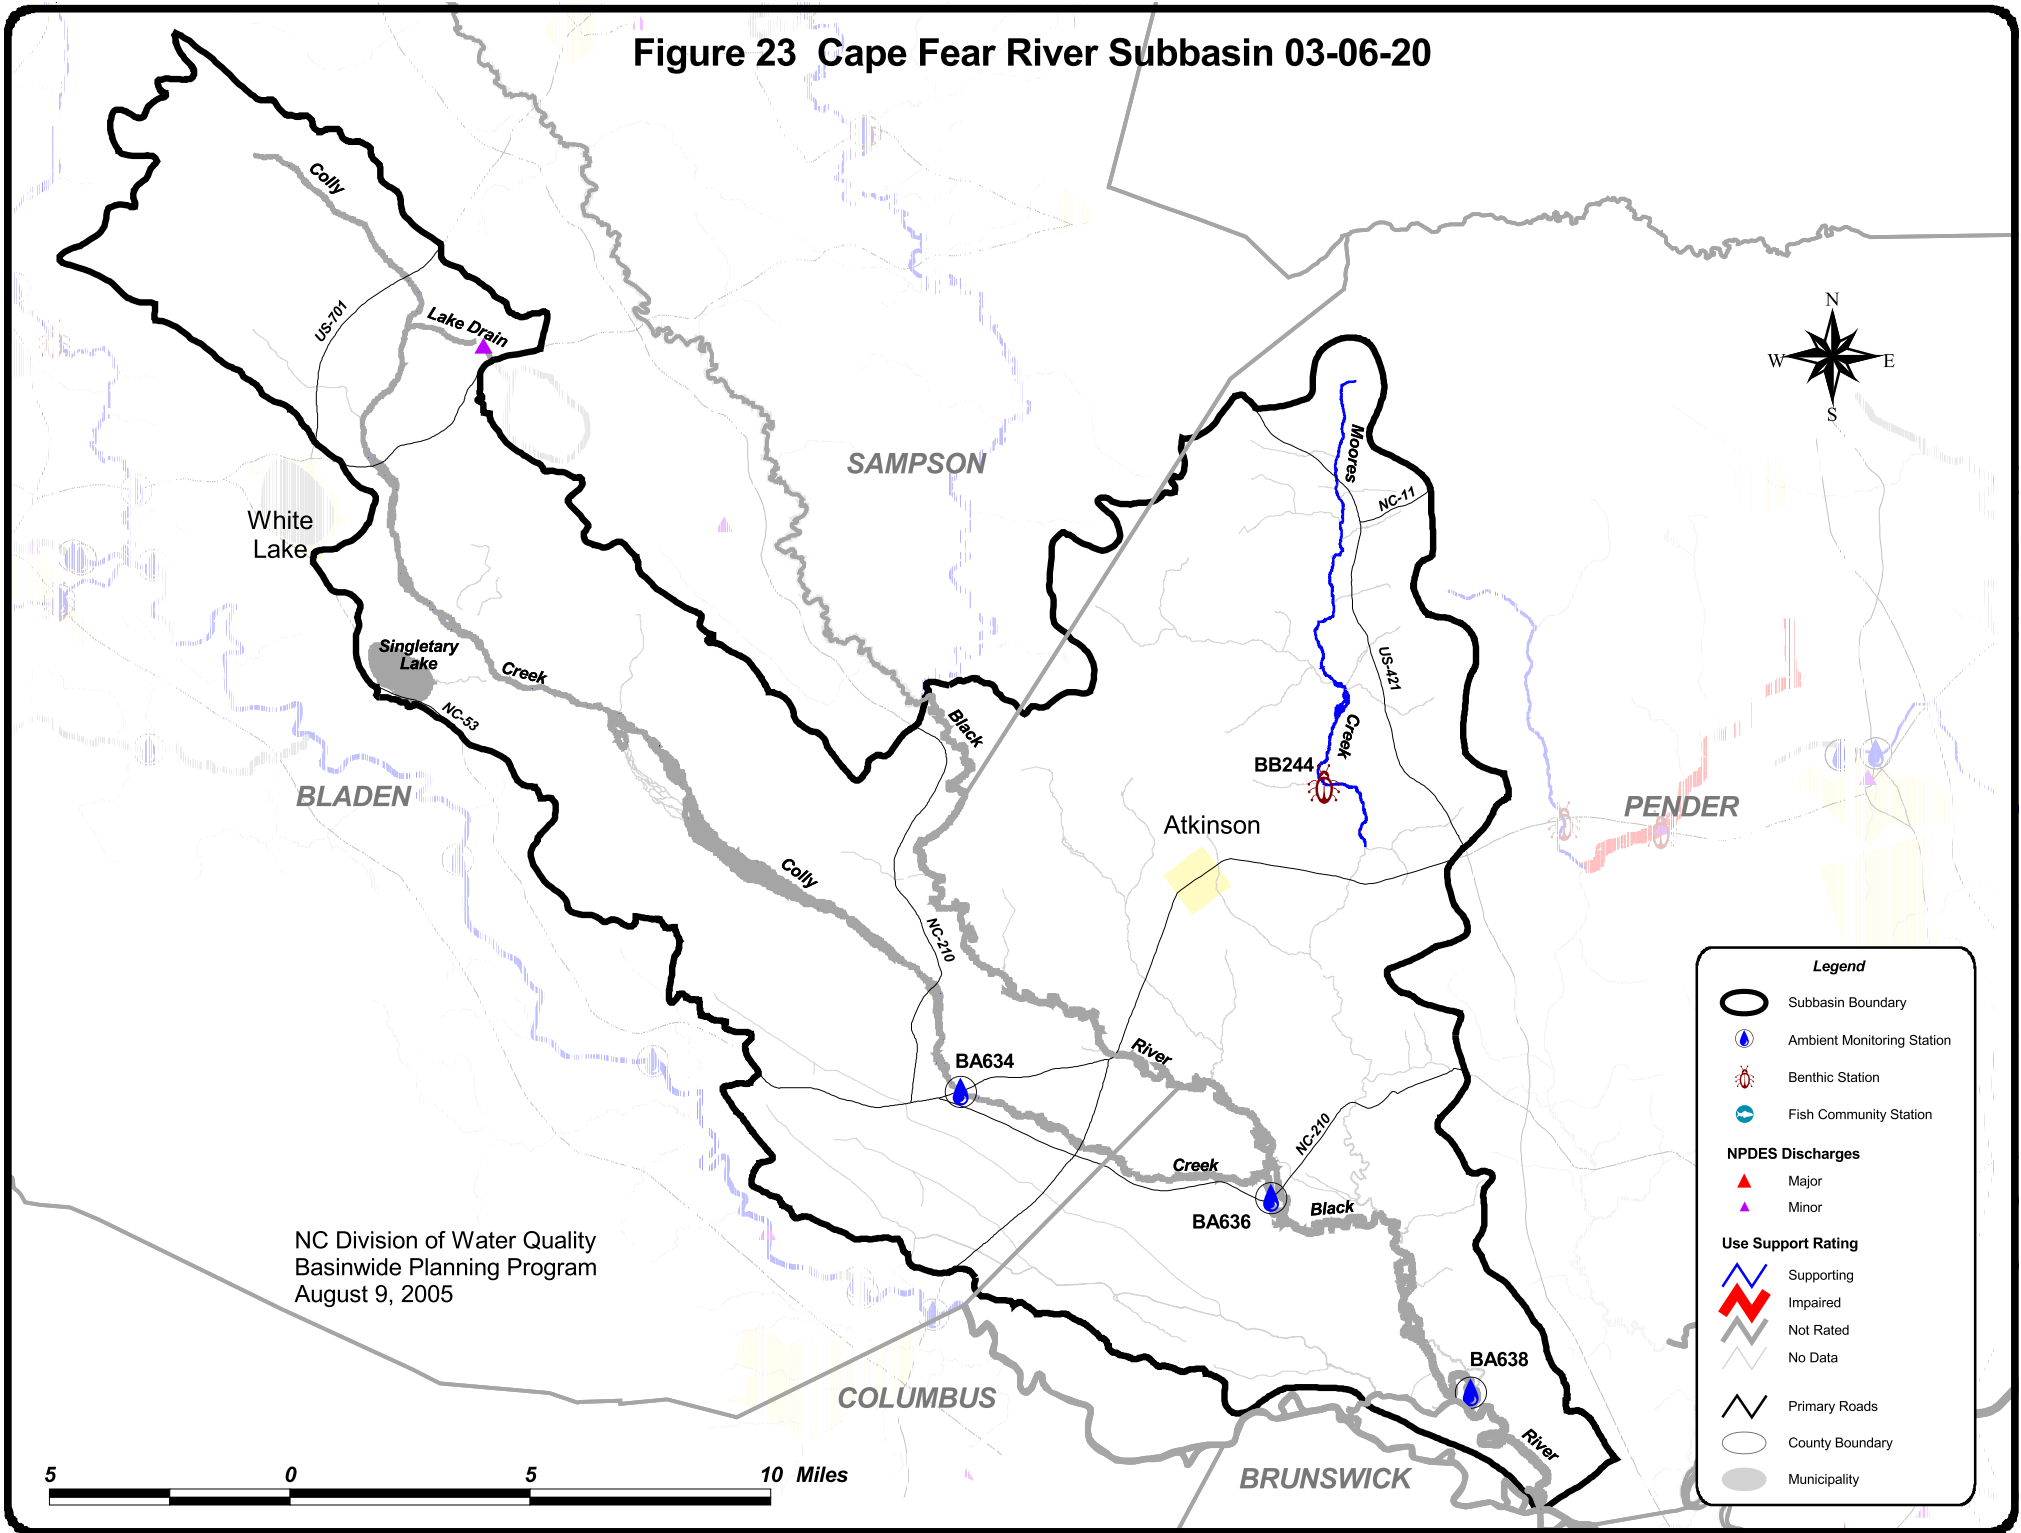 Figure 23 Cape Fear River Subbasin 03-06-20
Colly
US-701
Lake Drain
N
W
E
S
SAMPSON
Moores
NC-11
White
Lake
Singletary
Lake
Creek
NC-53
US-421
Black
Creek
BB244
BLADEN
PENDER
Atkinson
Colly
NC-210
River
BA634
NC-210
Creek
Black
BA636
NC Division of Water Quality
Basinwide Planning Program
August 9, 2005
BA638
COLUMBUS
River
BRUNSWICK
5 0 5 10 Miles
Legend
Subbasin Boundary
Ambient Monitoring Station
Benthic Station
Fish Community Station
NPDES Discharges
Major
Minor
Use Support Rating
Supporting
Impaired
Not Rated
No Data
Primary Roads
County Boundary
Municipality